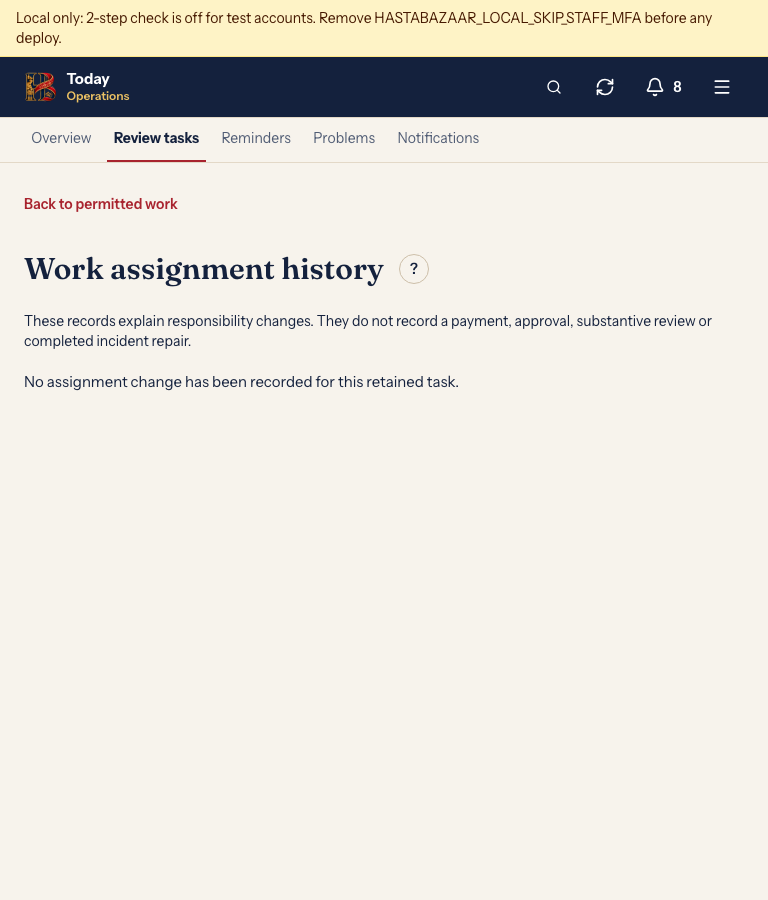 Local only: 2-step check is off for test accounts. Remove HASTABAZAAR_LOCAL_SKIP_STAFF_MFA before any
deploy.
Today
Operations
8
Overview
Review tasks
Reminders
Problems
Notifications
Back to permitted work
Work assignment history
?
These records explain responsibility changes. They do not record a payment, approval, substantive review or
completed incident repair.
No assignment change has been recorded for this retained task.